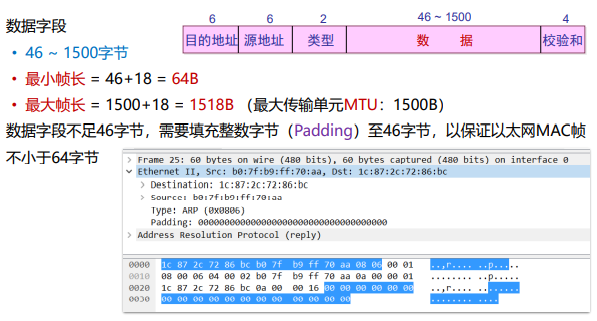 数据字段
6 6 2 46 ~ 1500 4
目的地址 源地址 类型 数 据 校验和
• 46 ~ 1500字节
• 最小帧长 = 46+18 = 64B
• 最大帧长 = 1500+18 = 1518B （最大传输单元MTU：1500B）
数据字段不足46字节，需要填充整数字节（Padding）至46字节，以保证以太网MAC帧
不小于64字节
Frame 25: 60 bytes on wire (480 bits), 60 bytes captured (480 bits) on interface 0
Ethernet II, Src: b0:7f:b9:ff:70:aa, Dst: 1c:87:2c:72:86:bc
Destination: 1c:87:2c:72:86:bc
Source: b0:7f:b9:ff:70:aa
Type: ARP (0x0806)
Padding: 000000000000000000000000000000000000
Address Resolution Protocol (reply)
0000 1c 87 2c 72 86 bc b0 7f b9 ff 70 aa 08 06 00 01 ..,r.... ..p.....
0010 08 00 06 04 00 02 b0 7f b9 ff 70 aa 0a 00 00 01 ........ ..p.....
0020 1c 87 2c 72 86 bc 0a 00 00 16 00 00 00 00 00 00 ..,r.... ........
0030 00 00 00 00 00 00 00 00 00 00 00 00 ........ ....